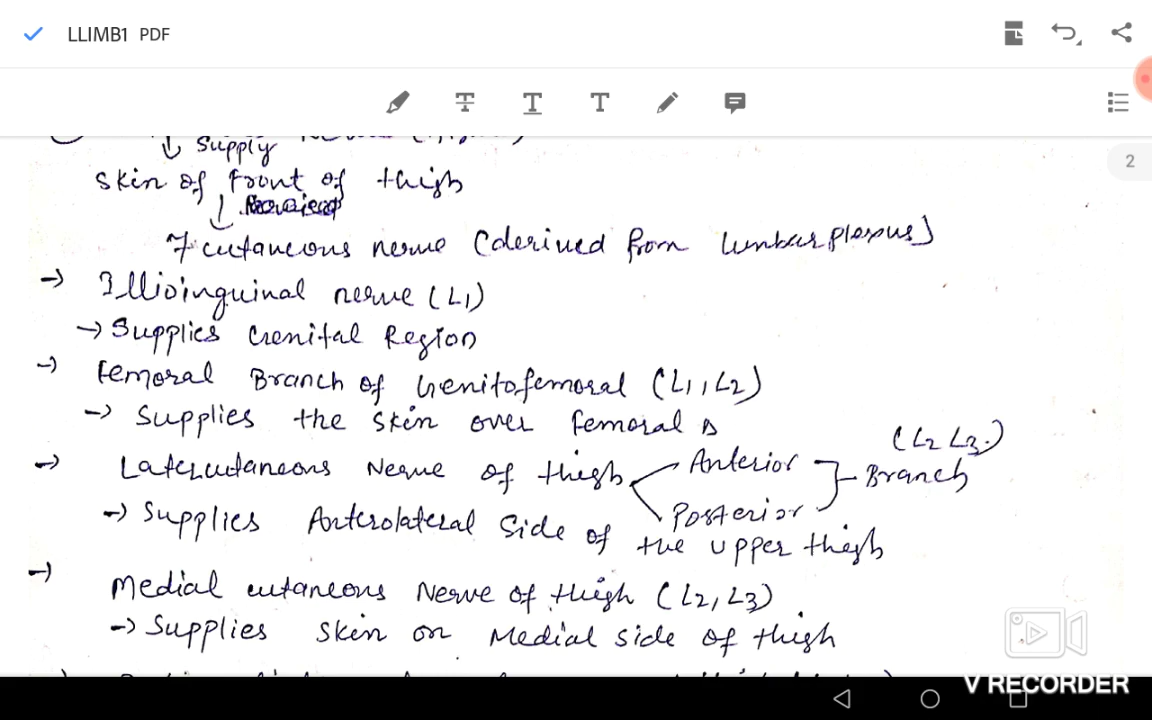 LLIMB1 PDF
2
↓ Supply
Skin of Front of thigh
↓
7 cutaneous nerve (derived from lumbar plexus)
→ Illioinguinal nerve (L1)
→ Supplies Genital Region
→ Femoral Branch of Genitofemoral (L1, L2)
→ Supplies the skin over femoral Δ
(L2 L3.)
→ Latercutaneous Nerve of thigh Anterior Posterior Branch
→ Supplies Anterolateral Side of the upper thigh
→ Medial cutaneous Nerve of thigh (L2, L3)
→ Supplies Skin on Medial side of thigh
V RECORDER